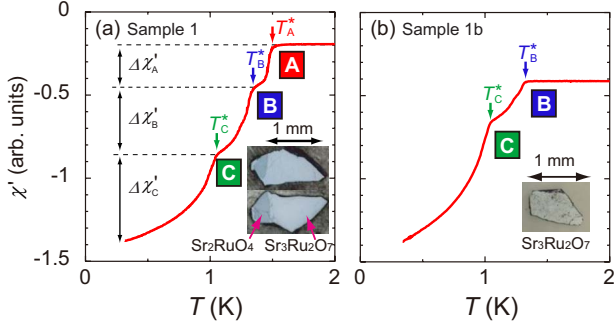 (a) Sample 1
T*A
T*B
T*C
Δχ'A
Δχ'B
Δχ'C
A
B
C
1 mm
Sr2RuO4 Sr3Ru2O7
0
-0.5
-1
-1.5
χ' (arb. units)
0 1 2
T (K)
(b) Sample 1b
T*B
T*C
B
C
1 mm
Sr3Ru2O7
0 1 2
T (K)